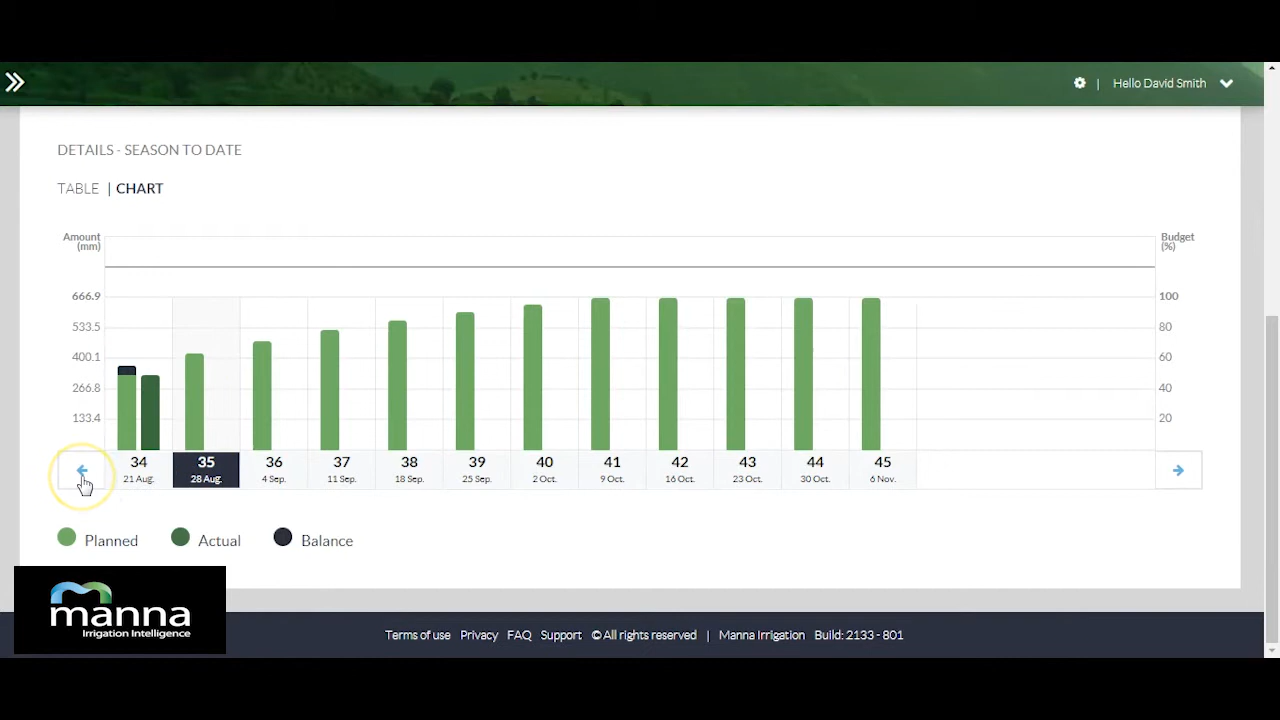 | Hello David Smith
DETAILS - SEASON TO DATE
TABLE | CHART
Amount
(mm)
Budget
(%)
666.9 100
533.5 80
400.1 60
266.8 40
133.4 20
34 35 36 37 38 39 40 41 42 43 44 45
21 Aug. 28 Aug. 4 Sep. 11 Sep. 18 Sep. 25 Sep. 2 Oct. 9 Oct. 16 Oct. 23 Oct. 30 Oct. 6 Nov.
Planned Actual Balance
manna
Irrigation Intelligence
Terms of use Privacy FAQ Support © All rights reserved | Manna Irrigation Build: 2133 - 801